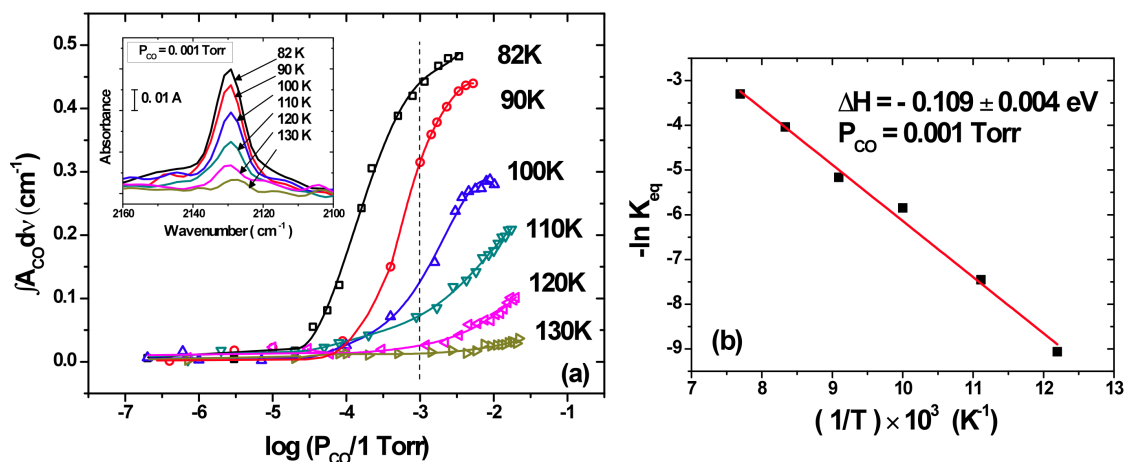 0.5
0.4
0.3
0.2
0.1
0.0
∫A_CO dν (cm⁻¹)
-7 -6 -5 -4 -3 -2 -1
log (P_CO/1 Torr)
P_CO = 0.001 Torr
0.01 A
82 K
90 K
100 K
110 K
120 K
130 K
Absorbance
2160 2140 2120 2100
Wavenumber ( cm⁻¹)
82K
90K
100K
110K
120K
130K
(a)
-3
-4
-5
-6
-7
-8
-9
-ln K_eq
ΔH = - 0.109 ± 0.004 eV
P_CO = 0.001 Torr
(b)
7 8 9 10 11 12 13
( 1/T ) × 10³ (K⁻¹)